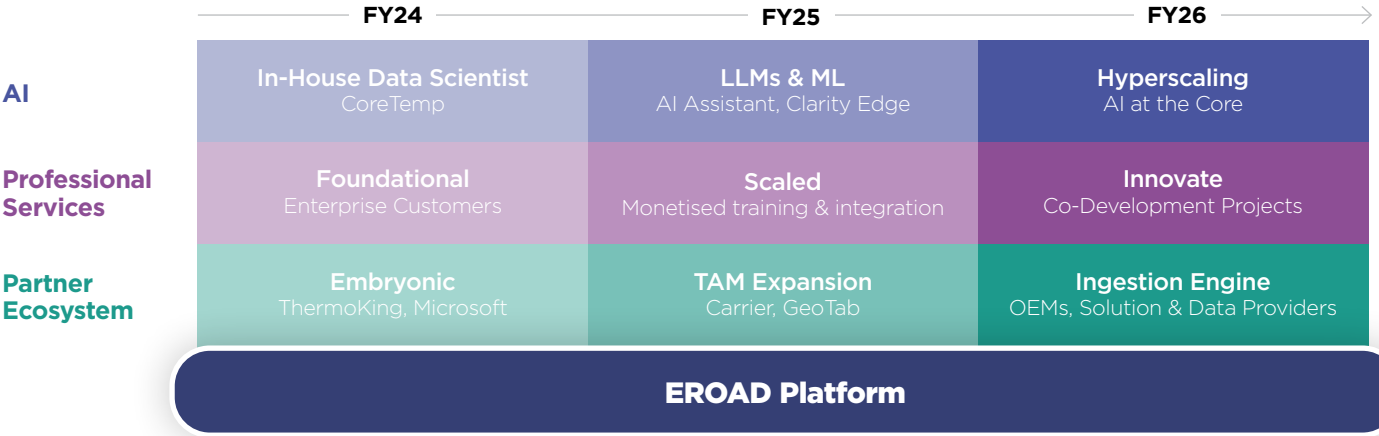 FY24 FY25 FY26
AI
In-House Data Scientist
CoreTemp
LLMs & ML
AI Assistant, Clarity Edge
Hyperscaling
AI at the Core
Professional
Services
Foundational
Enterprise Customers
Scaled
Monetised training & integration
Innovate
Co-Development Projects
Partner
Ecosystem
Embryonic
ThermoKing, Microsoft
TAM Expansion
Carrier, GeoTab
Ingestion Engine
OEMs, Solution & Data Providers
EROAD Platform